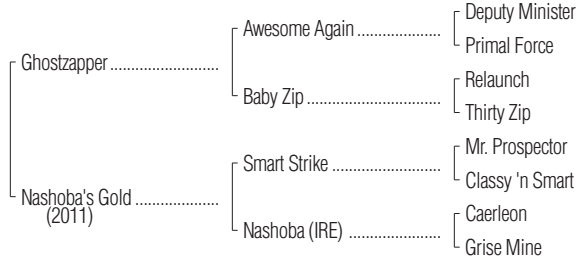 Deputy Minister
Awesome Again ..................
Primal Force
Ghostzapper ........................
Relaunch
Baby Zip .............................
Thirty Zip
Mr. Prospector
Smart Strike .......................
Classy 'n Smart
Nashoba's Gold ..................
(2011)
Caerleon
Nashoba (IRE) ....................
Grise Mine